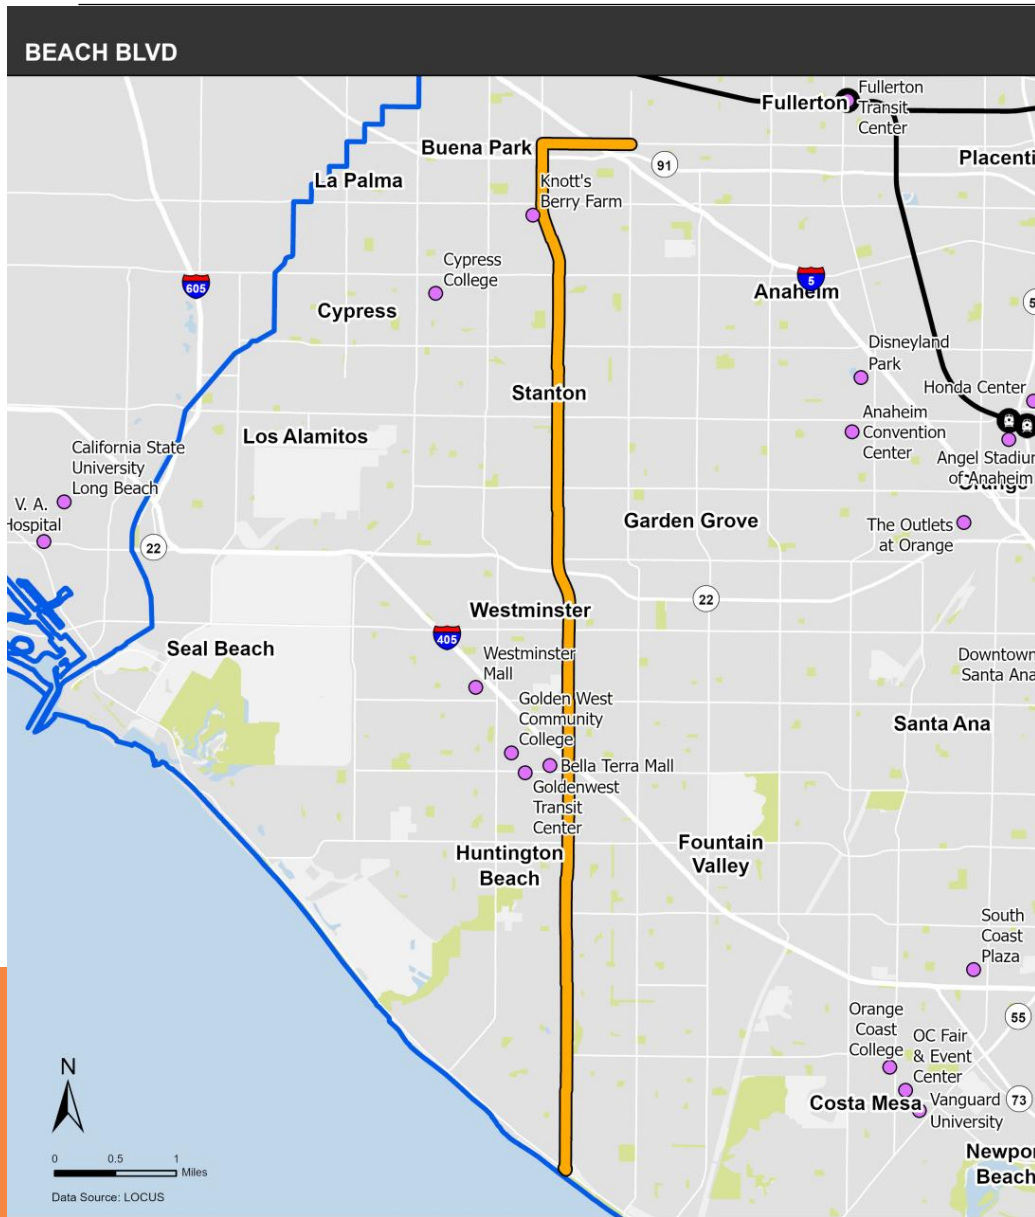 BEACH BLVD
Fullerton
Fullerton
Transit
Center
Buena Park
91
Placenti
La Palma
Knott's
Berry Farm
Cypress
College
605
5
Anaheim
Cypress
5
Disneyland
Park
Stanton
Honda Center
Los Alamitos
Anaheim
Convention
Center
California State
University
Long Beach
Angel Stadiu
of Anaheim
Orange
V. A.
Hospital
Garden Grove
The Outlets
at Orange
22
22
Westminster
405
Seal Beach
Westminster
Mall
Downtown
Santa Ana
Golden West
Community
College
Santa Ana
Bella Terra Mall
Goldenwest
Transit
Center
Huntington
Beach
Fountain
Valley
South
Coast
Plaza
Orange
Coast
College
55
OC Fair
& Event
Center
Costa Mesa
Vanguard
University
73
Newpor
Beach
N
0 0.5 1
Miles
Data Source: LOCUS